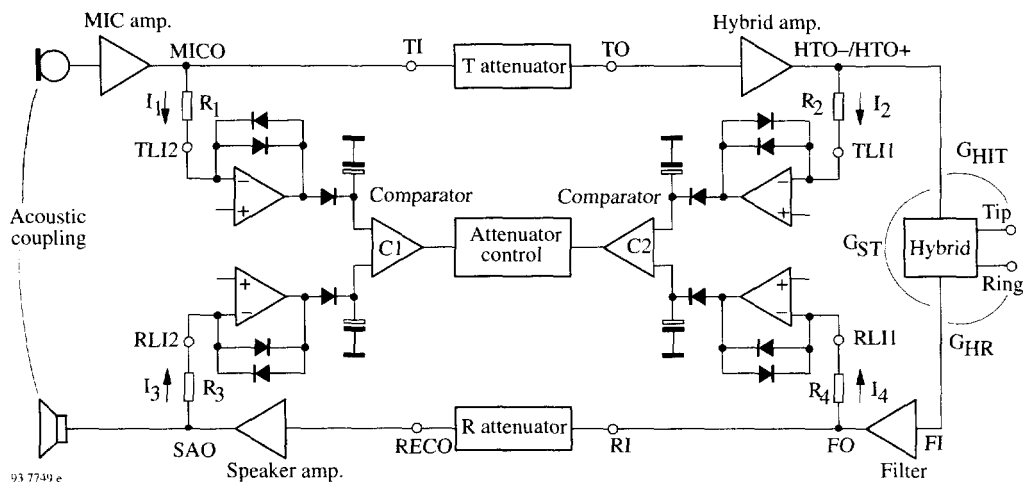 MIC amp.
Hybrid amp.
MICO
TI
T attenuator
TO
HTO–/HTO+
I1
R1
R2
I2
TLI2
TLI1
GHIT
Comparator
Comparator
Tip
Acoustic
coupling
C1
Attenuator
control
C2
GST
Hybrid
Ring
RLI2
RLI1
GHR
I3
R3
R4
I4
SAO
Speaker amp.
RECO
R attenuator
RI
FO
FI
Filter
93 7749 e